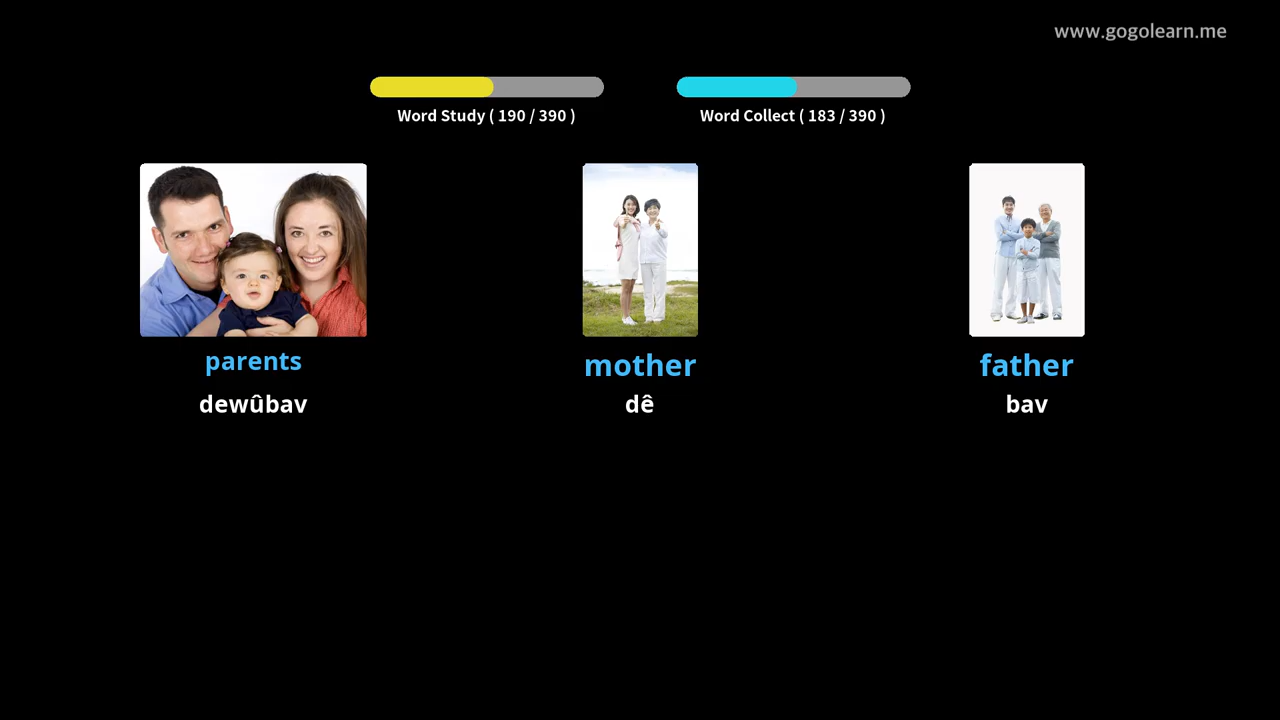 www.gogolearn.me
Word Study ( 190 / 390 )
Word Collect ( 183 / 390 )
parents
mother
father
dewûbav
dê
bav